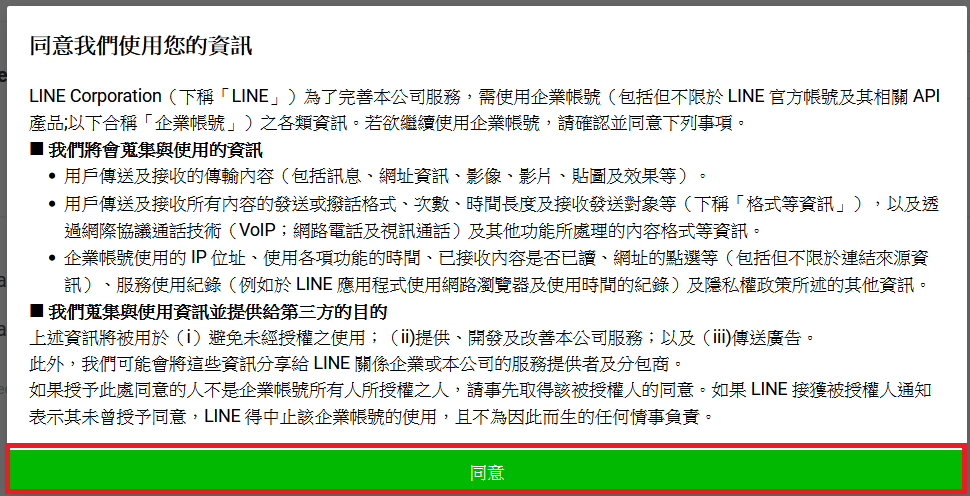 同意我們使用您的資訊
LINE Corporation（下稱「LINE」）為了完善本公司服務，需使用企業帳號（包括但不限於 LINE 官方帳號及其相關 API
產品;以下合稱「企業帳號」）之各類資訊。若欲繼續使用企業帳號，請確認並同意下列事項。
■ 我們將會蒐集與使用的資訊
• 用戶傳送及接收的傳輸內容（包括訊息、網址資訊、影像、影片、貼圖及效果等）。
• 用戶傳送及接收所有內容的發送或撥話格式、次數、時間長度及接收發送對象等（下稱「格式等資訊」），以及透
過網際協議通話技術（VoIP；網路電話及視訊通話）及其他功能所處理的內容格式等資訊。
• 企業帳號使用的 IP 位址、使用各項功能的時間、已接收內容是否已讀、網址的點選等（包括但不限於連結來源資
訊）、服務使用紀錄（例如於 LINE 應用程式使用網路瀏覽器及使用時間的紀錄）及隱私權政策所述的其他資訊。
■ 我們蒐集與使用資訊並提供給第三方的目的
上述資訊將被用於（i）避免未經授權之使用；（ii)提供、開發及改善本公司服務；以及（iii)傳送廣告。
此外，我們可能會將這些資訊分享給 LINE 關係企業或本公司的服務提供者及分包商。
如果授予此處同意的人不是企業帳號所有人所授權之人，請事先取得該被授權人的同意。如果 LINE 接獲被授權人通知
表示其未曾授予同意，LINE 得中止該企業帳號的使用，且不為因此而生的任何情事負責。
同意